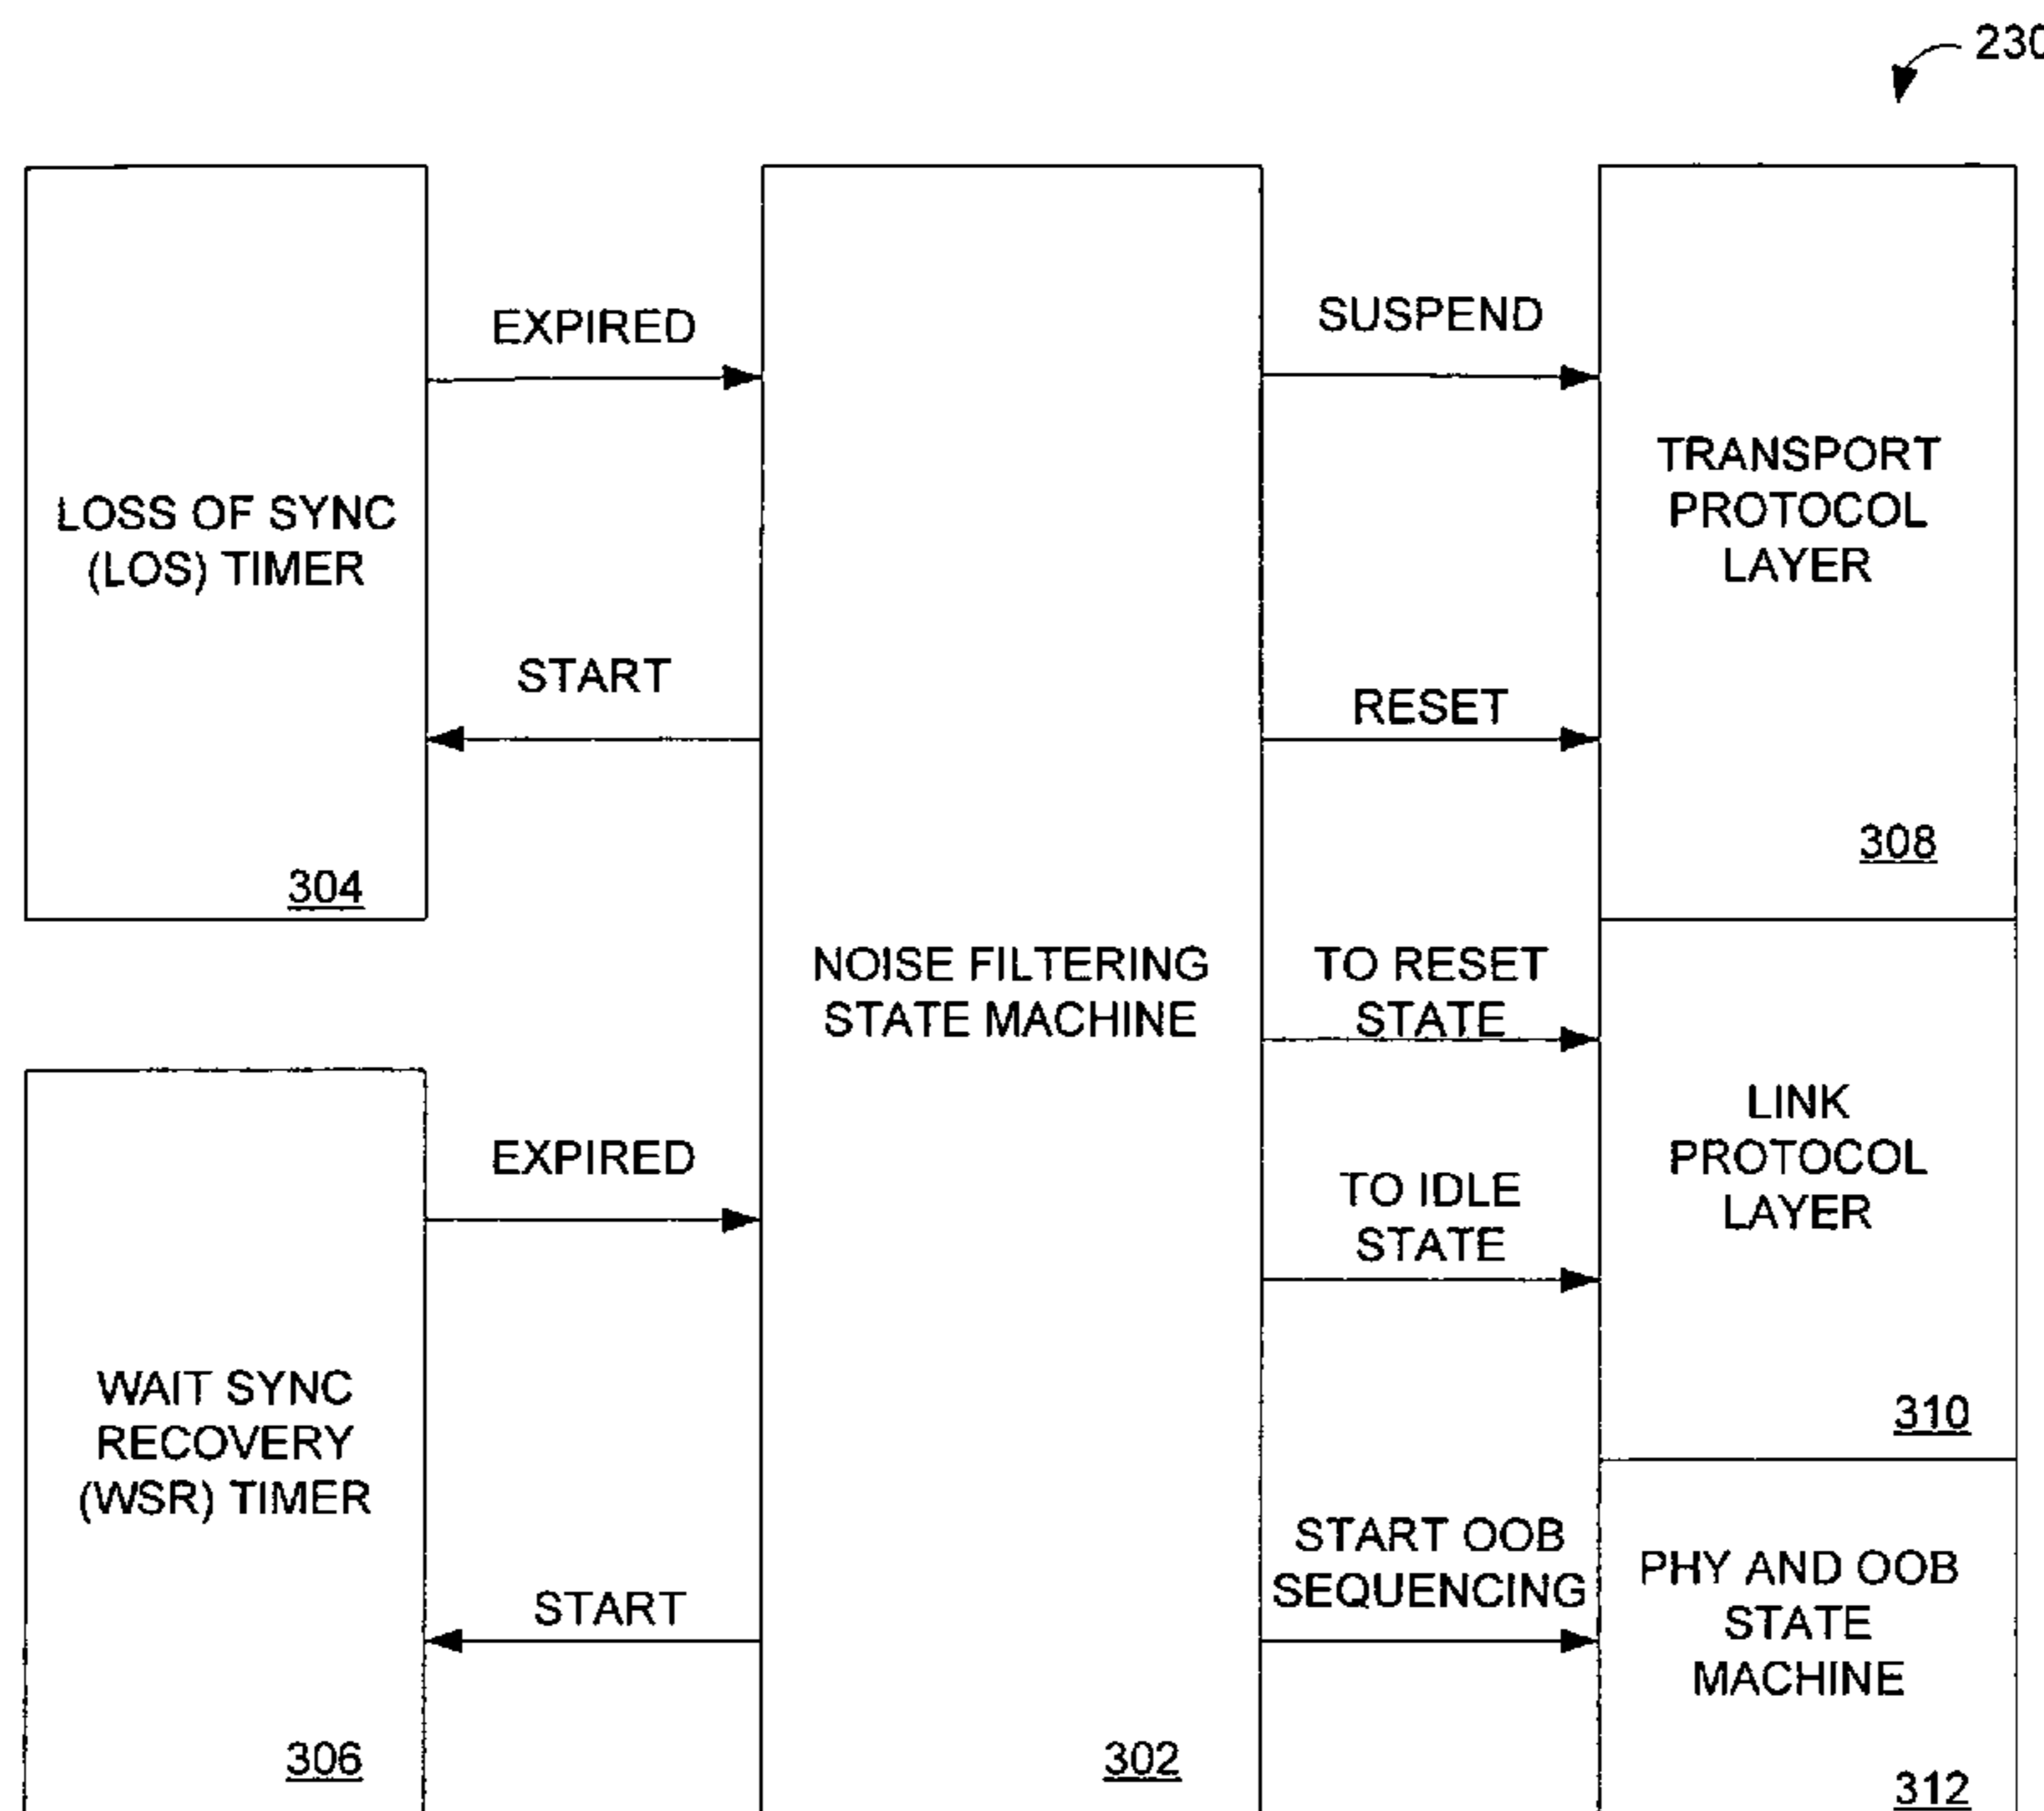 230
EXPIRED
SUSPEND
TRANSPORT
PROTOCOL
LAYER
LOSS OF SYNC
(LOS) TIMER
START
RESET
308
304
NOISE FILTERING
STATE MACHINE
TO RESET
STATE
LINK
PROTOCOL
LAYER
EXPIRED
TO IDLE
STATE
WAIT SYNC
RECOVERY
(WSR) TIMER
310
START OOB
SEQUENCING
PHY AND OOB
STATE
MACHINE
START
306
302
312